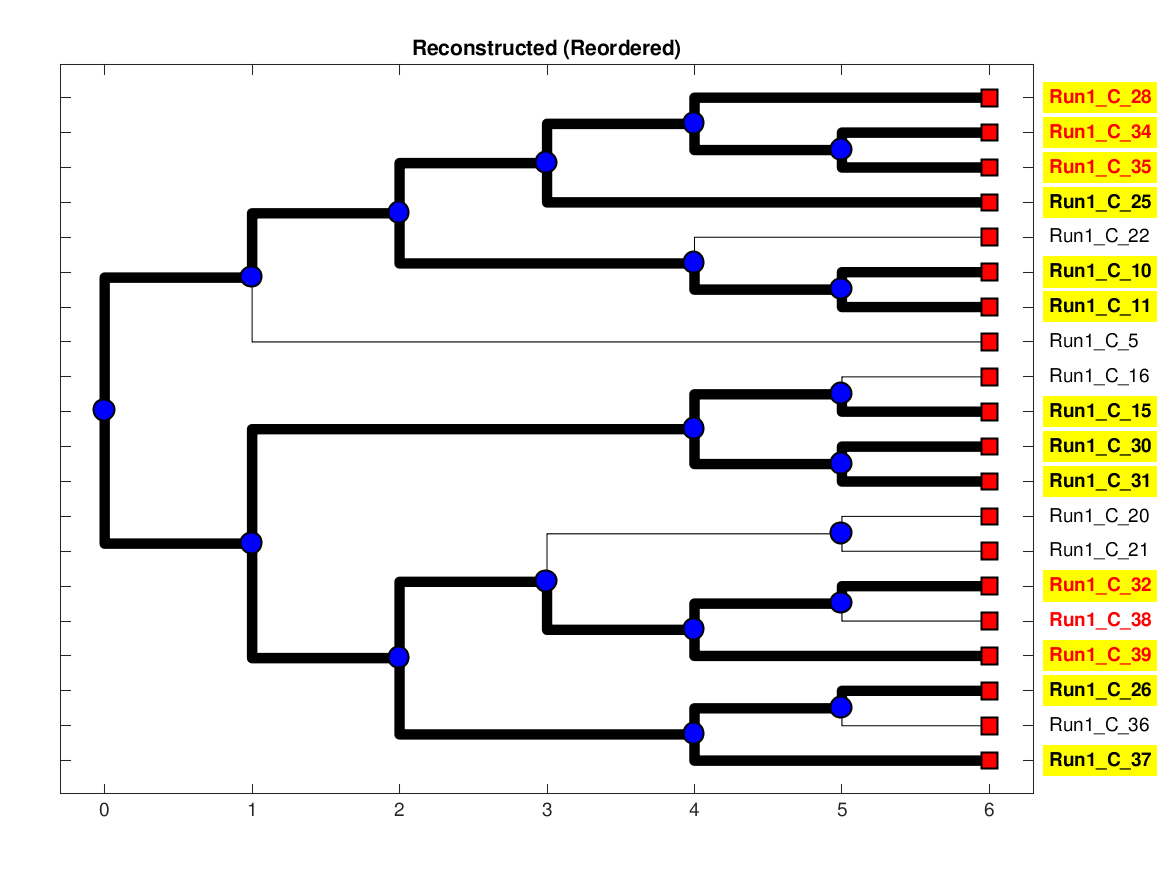 Reconstructed (Reordered)
Run1_C_28
Run1_C_34
Run1_C_35
Run1_C_25
Run1_C_22
Run1_C_10
Run1_C_11
Run1_C_5
Run1_C_16
Run1_C_15
Run1_C_30
Run1_C_31
Run1_C_20
Run1_C_21
Run1_C_32
Run1_C_38
Run1_C_39
Run1_C_26
Run1_C_36
Run1_C_37
0 1 2 3 4 5 6